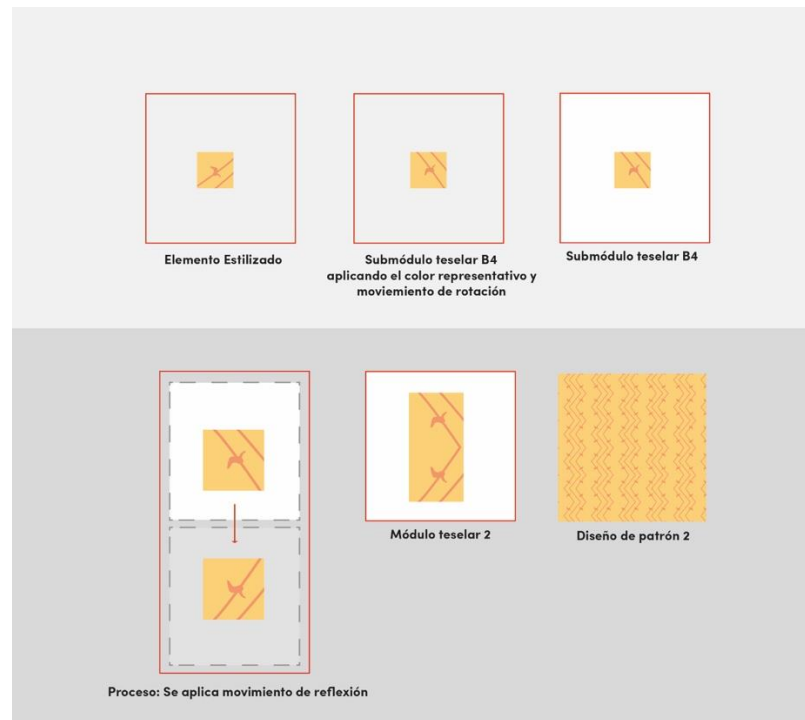 Elemento Estilizado
Submódulo teselar B4
aplicando el color representativo y
moviemiento de rotación
Submódulo teselar B4
Módulo teselar 2
Diseño de patrón 2
Proceso: Se aplica movimiento de reflexión